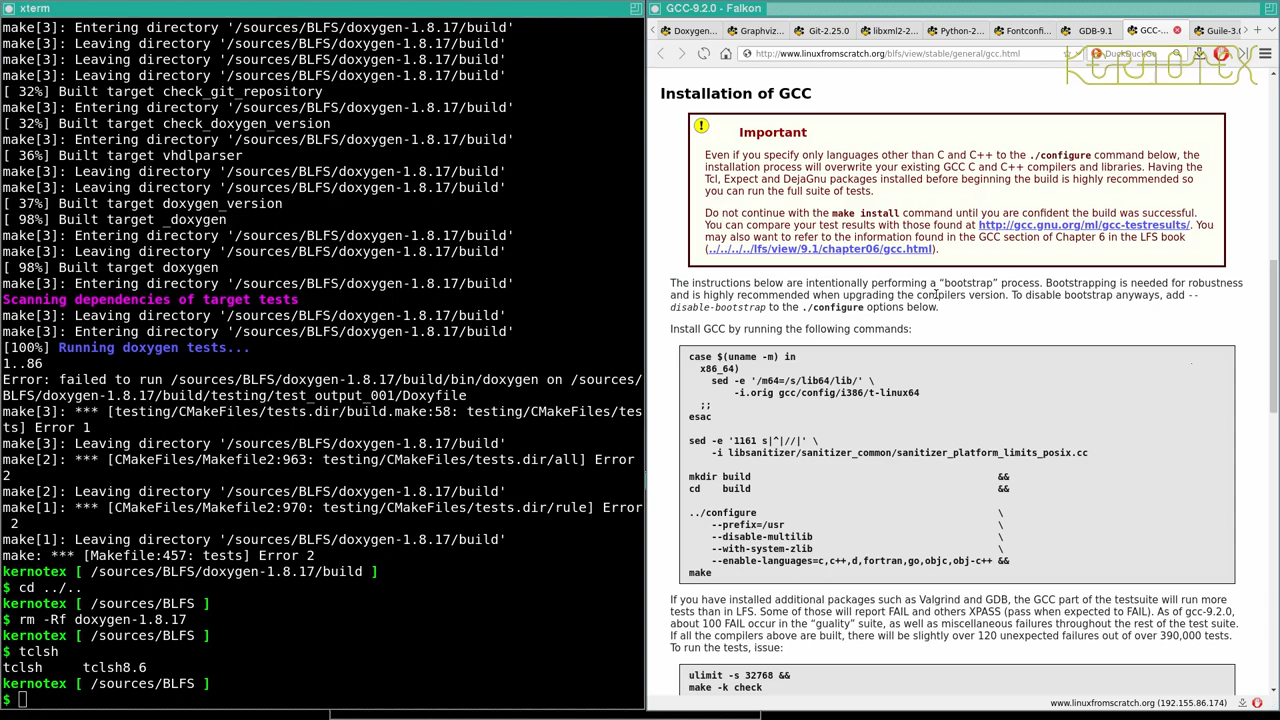 xterm
make[3]: Entering directory '/sources/BLFS/doxygen-1.8.17/build'
make[3]: Leaving directory '/sources/BLFS/doxygen-1.8.17/build'
make[3]: Leaving directory '/sources/BLFS/doxygen-1.8.17/build'
make[3]: Leaving directory '/sources/BLFS/doxygen-1.8.17/build'
[ 32%] Built target check_git_repository
make[3]: Entering directory '/sources/BLFS/doxygen-1.8.17/build'
[ 32%] Built target check_doxygen_version
make[3]: Entering directory '/sources/BLFS/doxygen-1.8.17/build'
[ 36%] Built target vhdlparser
make[3]: Leaving directory '/sources/BLFS/doxygen-1.8.17/build'
make[3]: Leaving directory '/sources/BLFS/doxygen-1.8.17/build'
[ 37%] Built target doxygen_version
[ 98%] Built target _doxygen
make[3]: Entering directory '/sources/BLFS/doxygen-1.8.17/build'
make[3]: Leaving directory '/sources/BLFS/doxygen-1.8.17/build'
[ 98%] Built target doxygen
make[3]: Entering directory '/sources/BLFS/doxygen-1.8.17/build'
Scanning dependencies of target tests
make[3]: Leaving directory '/sources/BLFS/doxygen-1.8.17/build'
make[3]: Entering directory '/sources/BLFS/doxygen-1.8.17/build'
[100%] Running doxygen tests...
1..86
Error: failed to run /sources/BLFS/doxygen-1.8.17/build/bin/doxygen on /sources/
BLFS/doxygen-1.8.17/build/testing/test_output_001/Doxyfile
make[3]: *** [testing/CMakeFiles/tests.dir/build.make:58: testing/CMakeFiles/tes
ts] Error 1
make[3]: Leaving directory '/sources/BLFS/doxygen-1.8.17/build'
make[2]: *** [CMakeFiles/Makefile2:963: testing/CMakeFiles/tests.dir/all] Error
2
make[2]: Leaving directory '/sources/BLFS/doxygen-1.8.17/build'
make[1]: *** [CMakeFiles/Makefile2:970: testing/CMakeFiles/tests.dir/rule] Error
2
make[1]: Leaving directory '/sources/BLFS/doxygen-1.8.17/build'
make: *** [Makefile:457: tests] Error 2
kernotex [ /sources/BLFS/doxygen-1.8.17/build ]
$ cd ../..
kernotex [ /sources/BLFS ]
$ rm -Rf doxygen-1.8.17
kernotex [ /sources/BLFS ]
$ tclsh
tclsh tclsh8.6
kernotex [ /sources/BLFS ]
$
GCC-9.2.0 - Falkon
Doxygen... Graphviz... Git-2.25.0 libxml2-2... Python-2... Fontconfi... GDB-9.1 GCC-... Guile-3.0
http://www.linuxfromscratch.org/blfs/view/stable/general/gcc.html DuckDuckGo
KERNOTEX
Installation of GCC
Important
Even if you specify only languages other than C and C++ to the ./configure command below, the
installation process will overwrite your existing GCC C and C++ compilers and libraries. Having the
Tcl, Expect and DejaGnu packages installed before beginning the build is highly recommended so
you can run the full suite of tests.
Do not continue with the make install command until you are confident the build was successful.
You can compare your test results with those found at http://gcc.gnu.org/ml/gcc-testresults/. You
may also want to refer to the information found in the GCC section of Chapter 6 in the LFS book
(../../../../lfs/view/9.1/chapter06/gcc.html).
The instructions below are intentionally performing a “bootstrap” process. Bootstrapping is needed for robustness
and is highly recommended when upgrading the compilers version. To disable bootstrap anyways, add --
disable-bootstrap to the ./configure options below.
Install GCC by running the following commands:
case $(uname -m) in
x86_64)
sed -e '/m64=/s/lib64/lib/' \
-i.orig gcc/config/i386/t-linux64
;;
esac
sed -e '1161 s|^|//|' \
-i libsanitizer/sanitizer_common/sanitizer_platform_limits_posix.cc
mkdir build &&
cd build &&
../configure \
--prefix=/usr \
--disable-multilib \
--with-system-zlib \
--enable-languages=c,c++,d,fortran,go,objc,obj-c++ &&
make
If you have installed additional packages such as Valgrind and GDB, the GCC part of the testsuite will run more
tests than in LFS. Some of those will report FAIL and others XPASS (pass when expected to FAIL). As of gcc-9.2.0,
about 100 FAIL occur in the “quality” suite, as well as miscellaneous failures throughout the rest of the test suite.
If all the compilers above are built, there will be slightly over 120 unexpected failures out of over 390,000 tests.
To run the tests, issue:
ulimit -s 32768 &&
make -k check
www.linuxfromscratch.org (192.155.86.174)